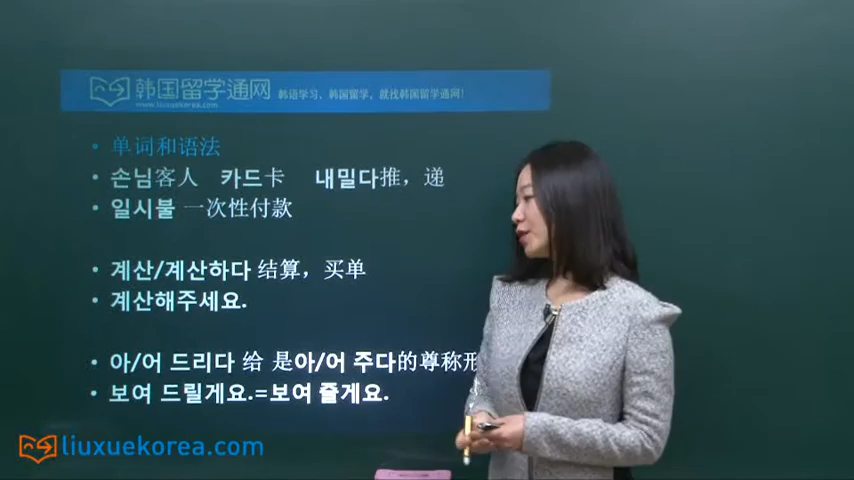 韩国留学通网 韩语学习、韩国留学，就找韩国留学通网！
www.liuxuekorea.com
• 单词和语法
• 손님客人 카드卡 내밀다推，递
• 일시불 一次性付款
• 계산/계산하다 结算，买单
• 계산해주세요.
• 아/어 드리다 给 是아/어 주다的尊称形
• 보여 드릴게요.=보여 줄게요.
liuxuekorea.com